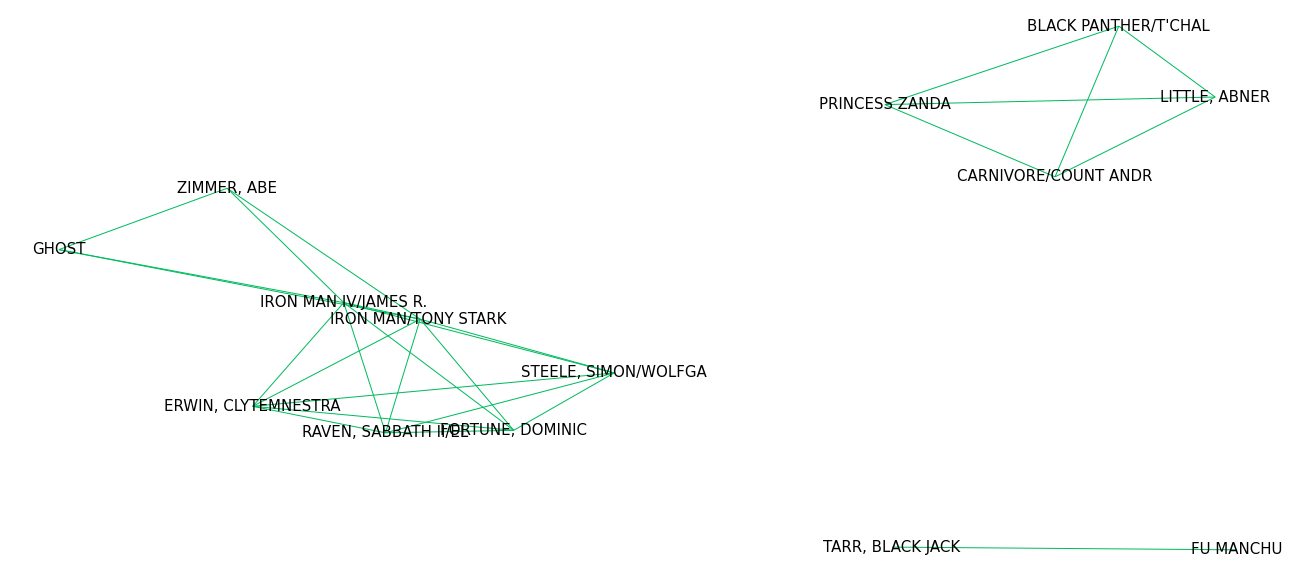 BLACK PANTHER/T'CHAL
LITTLE, ABNER
PRINCESS ZANDA
CARNIVORE/COUNT ANDR
ZIMMER, ABE
GHOST
IRON MAN IV/JAMES R.
IRON MAN/TONY STARK
STEELE, SIMON/WOLFGA
ERWIN, CLYTEMNESTRA
RAVEN, SABBATH II/EL
FORTUNE, DOMINIC
TARR, BLACK JACK
FU MANCHU